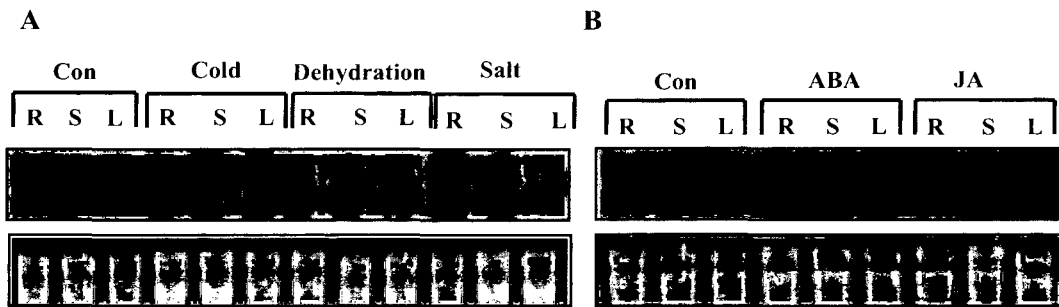 A
Con Cold Dehydration Salt
R S L R S L R S L R S L
B
Con ABA JA
R S L R S L R S L